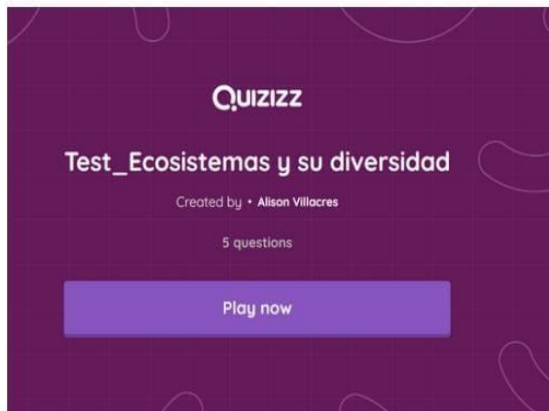 Quizizz
Test_Ecosistemas y su diversidad
Created by • Alison Villacres
5 questions
Play now